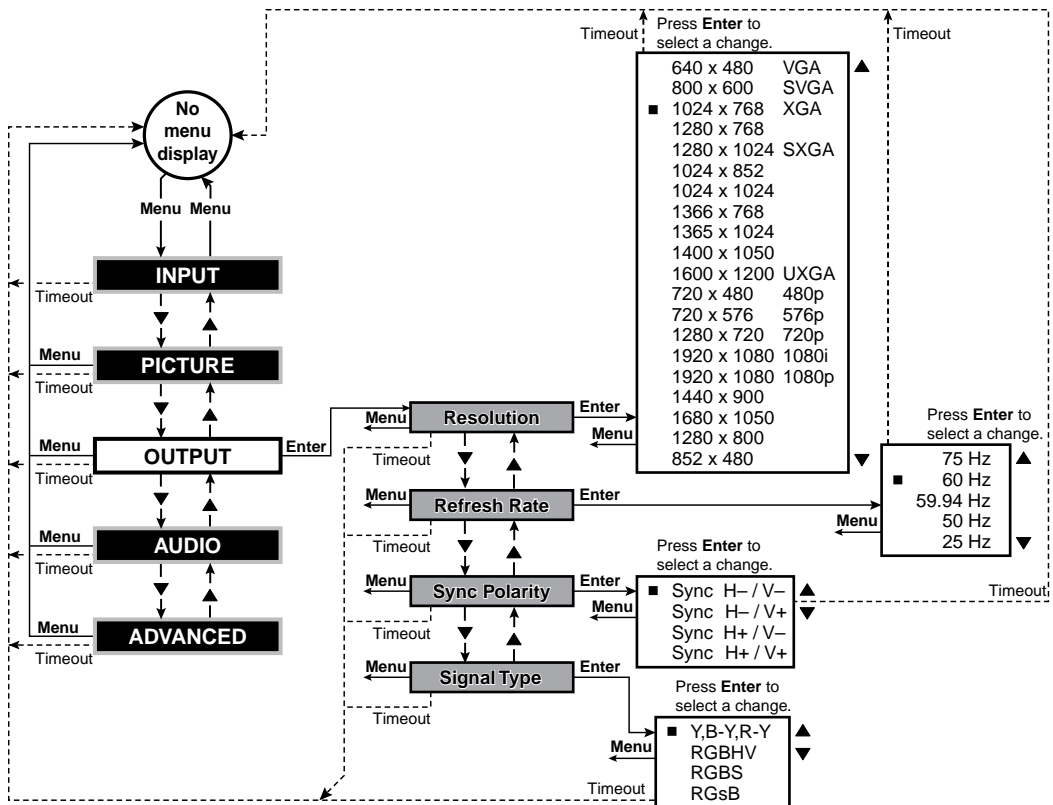 No
menu
display
Menu
Menu
INPUT
Timeout
Menu
PICTURE
Timeout
Menu
OUTPUT
Enter
Timeout
Menu
AUDIO
Timeout
Menu
ADVANCED
Timeout
Menu
Resolution
Enter
Timeout
Menu
Refresh Rate
Enter
Timeout
Menu
Sync Polarity
Enter
Timeout
Menu
Signal Type
Enter
Timeout
Timeout
Press Enter to
select a change.
Timeout
640 x 480 VGA
800 x 600 SVGA
■ 1024 x 768 XGA
1280 x 768
1280 x 1024 SXGA
1024 x 852
1024 x 1024
1366 x 768
1365 x 1024
1400 x 1050
1600 x 1200 UXGA
720 x 480 480p
720 x 576 576p
1280 x 720 720p
1920 x 1080 1080i
1920 x 1080 1080p
1440 x 900
1680 x 1050
1280 x 800
852 x 480
Menu
Press Enter to
select a change.
75 Hz
■ 60 Hz
59.94 Hz
50 Hz
25 Hz
Menu
Press Enter to
select a change.
■ Sync H– / V–
Sync H– / V+
Sync H+ / V–
Sync H+ / V+
Menu
Timeout
Press Enter to
select a change.
■ Y,B-Y,R-Y
RGBHV
RGBS
RGsB
Menu
Timeout